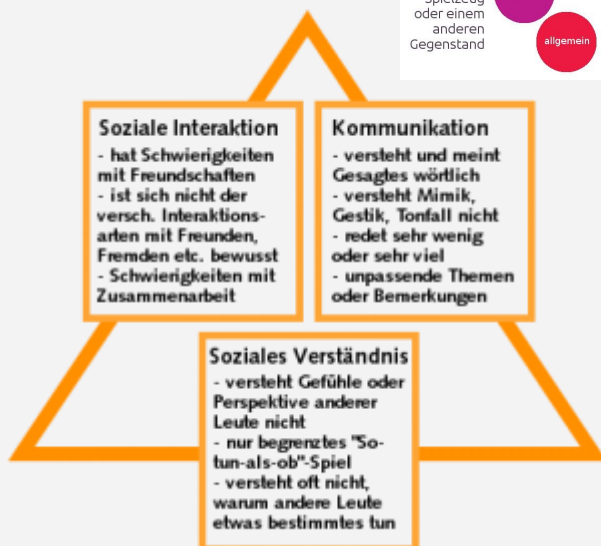 Spielzeug
oder einem
anderen
Gegenstand
allgemein
Soziale Interaktion
- hat Schwierigkeiten
mit Freundschaften
- ist sich nicht der
versch. Interaktions-
arten mit Freunden,
Fremden etc. bewusst
- Schwierigkeiten mit
Zusammenarbeit
Kommunikation
- versteht und meint
Gesagtes wörtlich
- versteht Mimik,
Gestik, Tonfall nicht
- redet sehr wenig
oder sehr viel
- unpassende Themen
oder Bemerkungen
Soziales Verständnis
- versteht Gefühle oder
Perspektive anderer
Leute nicht
- nur begrenztes "So-
tun-als-ob"-Spiel
- versteht oft nicht,
warum andere Leute
etwas bestimmtes tun